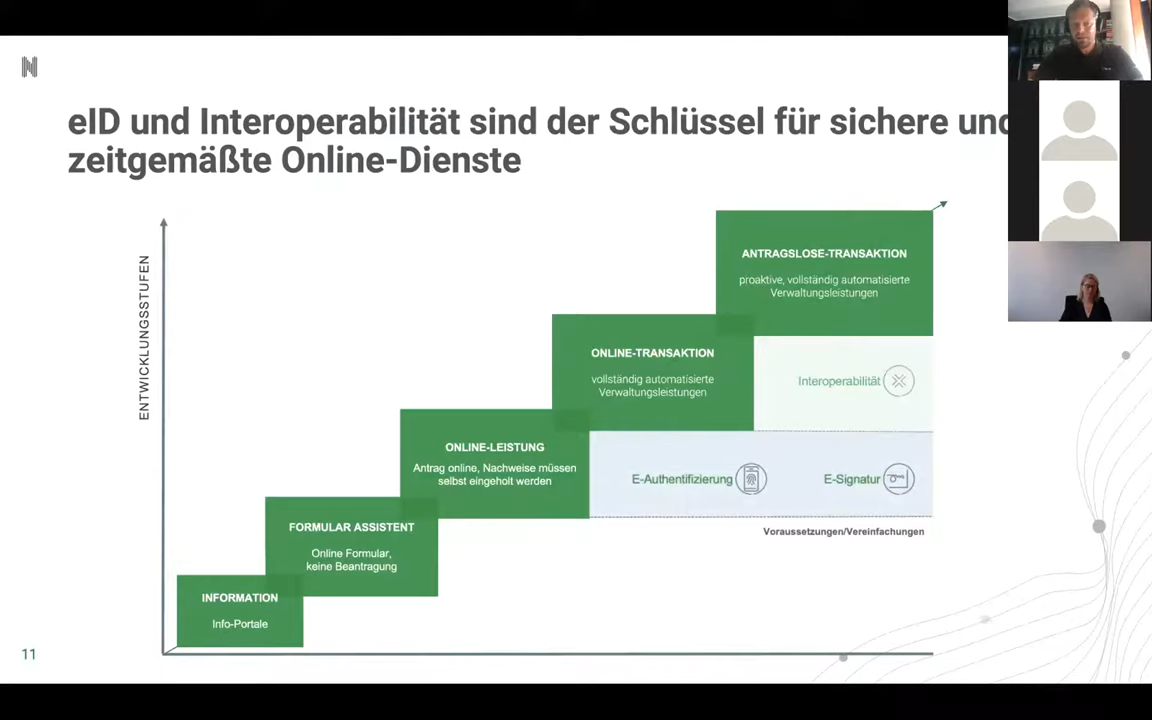 eID und Interoperabilität sind der Schlüssel für sichere und
zeitgemäßte Online-Dienste
ENTWICKLUNGSSTUFEN
ANTRAGSLOSE-TRANSAKTION
proaktive, vollständig automatisierte
Verwaltungsleistungen
ONLINE-TRANSAKTION
vollständig automatisierte
Verwaltungsleistungen
Interoperabilität
ONLINE-LEISTUNG
Antrag online, Nachweise müssen
selbst eingeholt werden
E-Authentifizierung
E-Signatur
Voraussetzungen/Vereinfachungen
FORMULAR ASSISTENT
Online Formular,
keine Beantragung
INFORMATION
Info-Portale
11